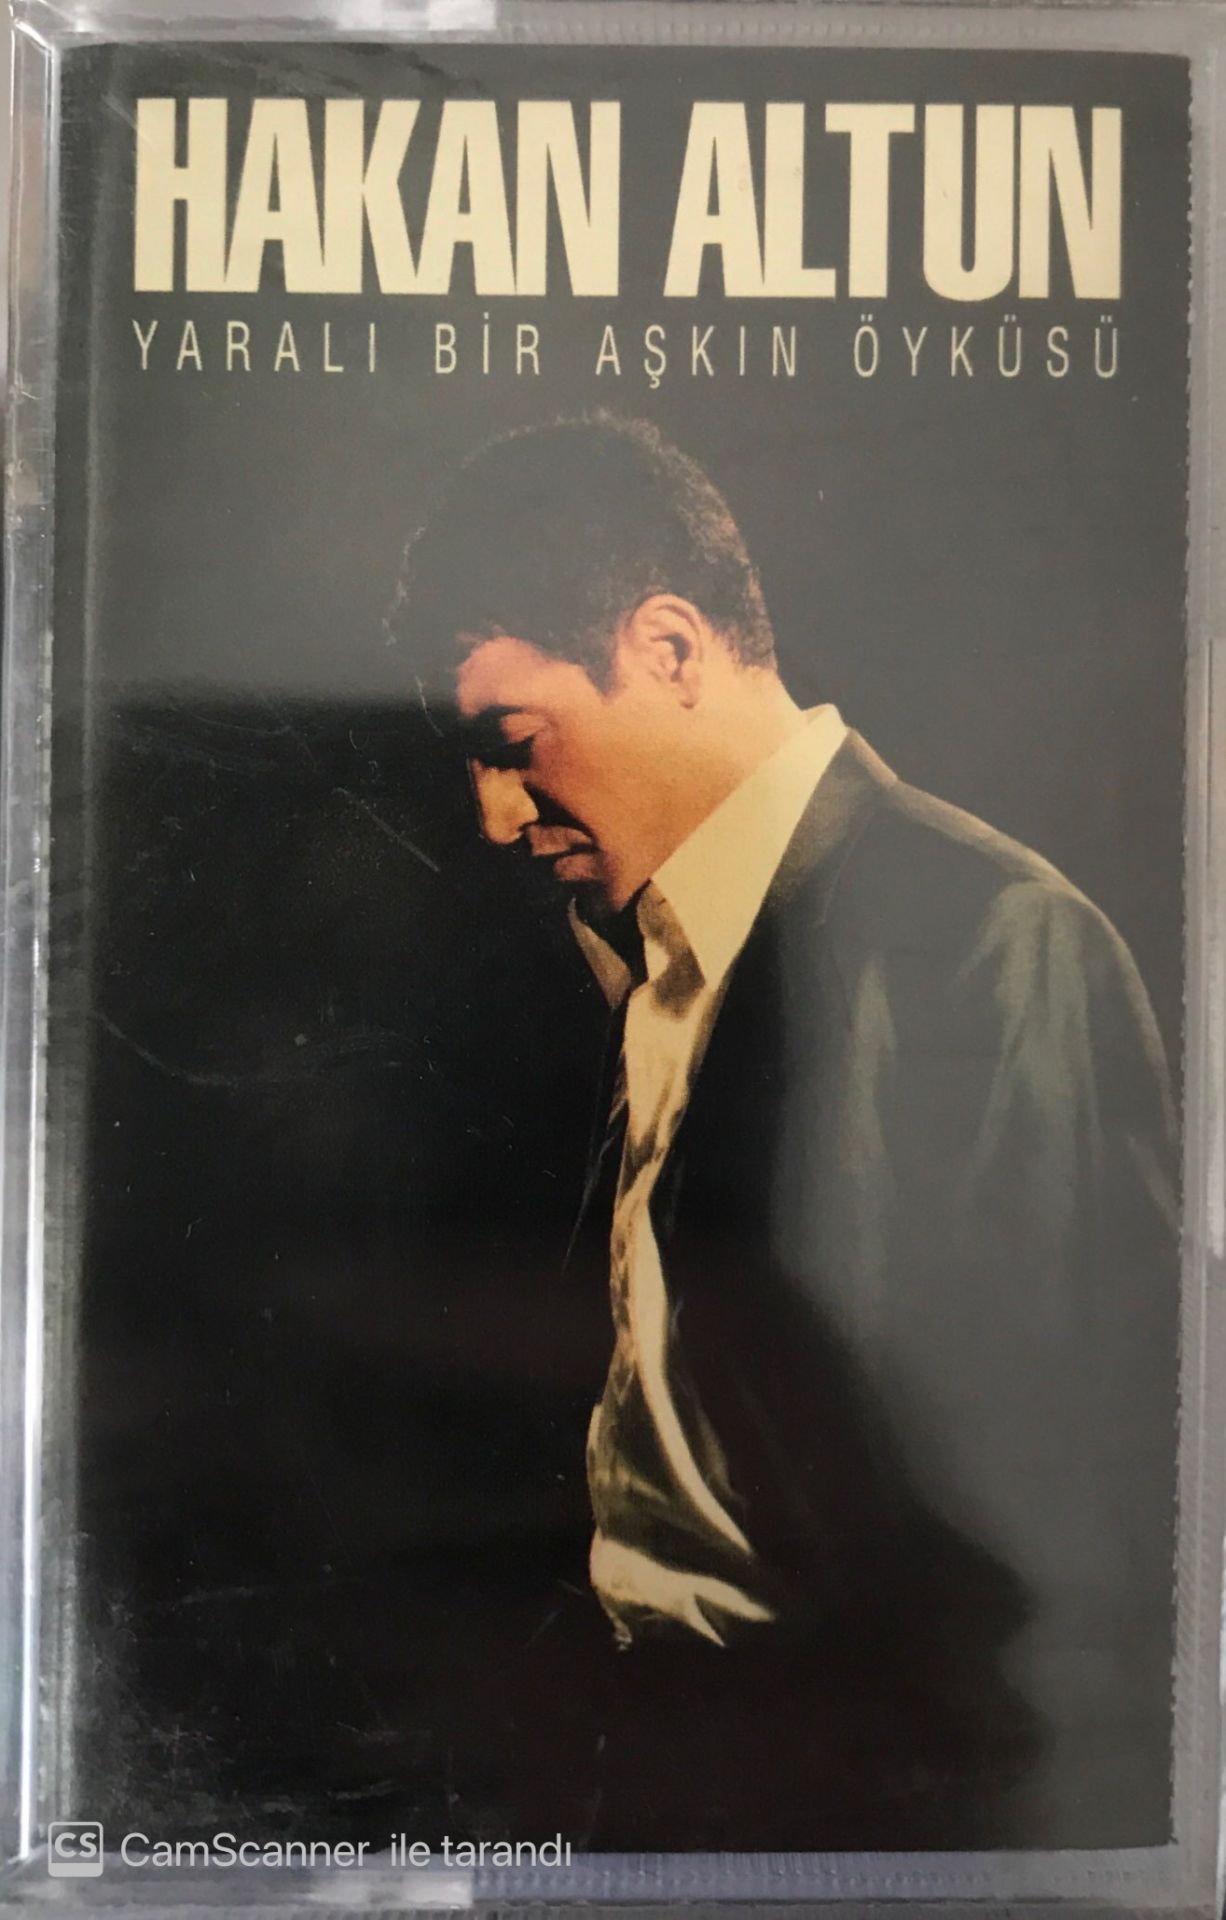 HAKAN ALTUN
YARALI BİR AŞKIN ÖYKÜSÜ
CS CamScanner ile tarandı